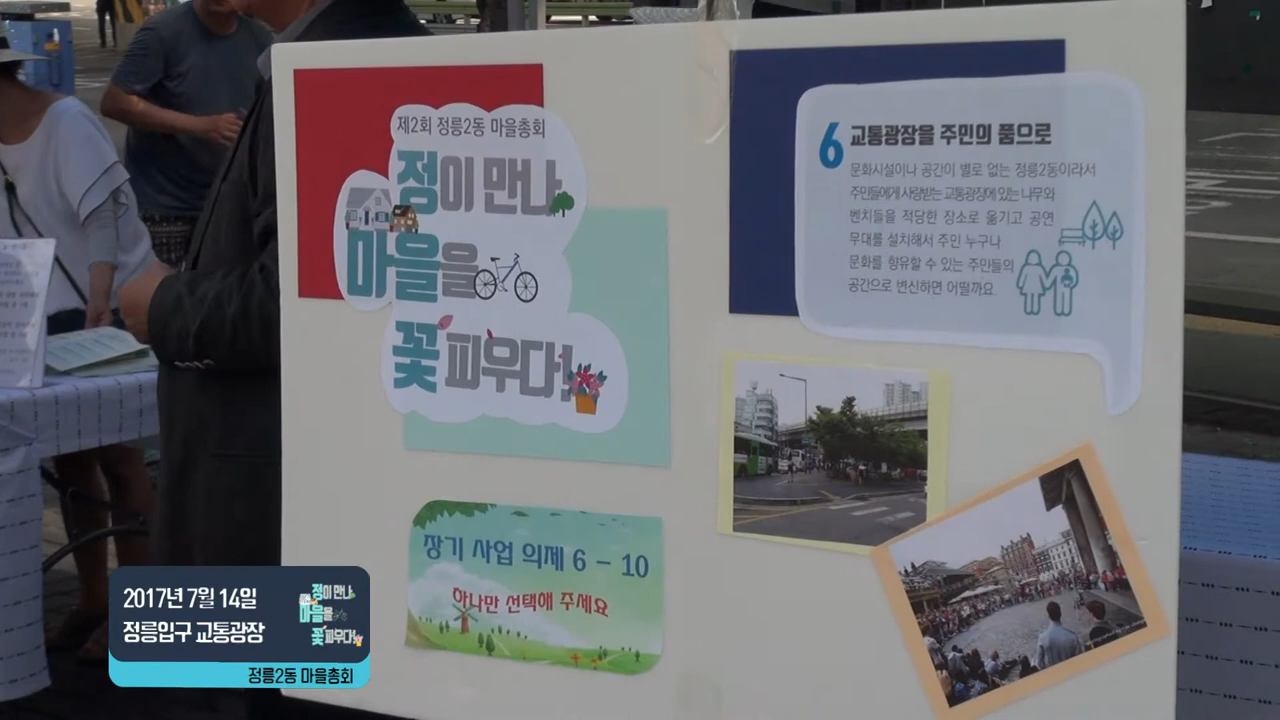 제2회 정릉2동 마을총회
정이 만나
마을을
꽃 피우다!
장기 사업 의제 6 - 10
하나만 선택해 주세요
6 교통광장을 주민의 품으로
문화시설이나 공간이 별로 없는 정릉2동이라서
주민들에게 사랑받는 교통광장에 있는 나무와
벤치들을 적당한 장소로 옮기고 공연
무대를 설치해서 주민 누구나
문화를 향유할 수 있는 주민들의
공간으로 변신하면 어떨까요.
2017년 7월 14일
정릉입구 교통광장
정이 만나
마을을
꽃 피우다!
정릉2동 마을총회